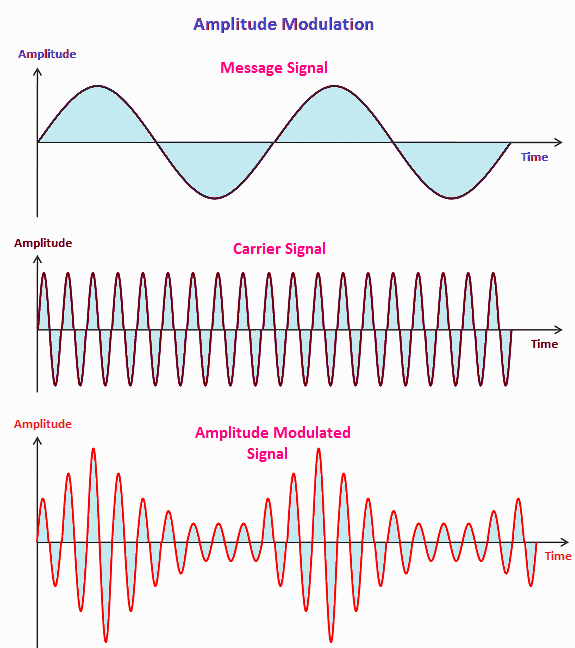 Amplitude Modulation
Amplitude
Message Signal
Time
Amplitude
Carrier Signal
Time
Amplitude
Amplitude Modulated
Signal
Time